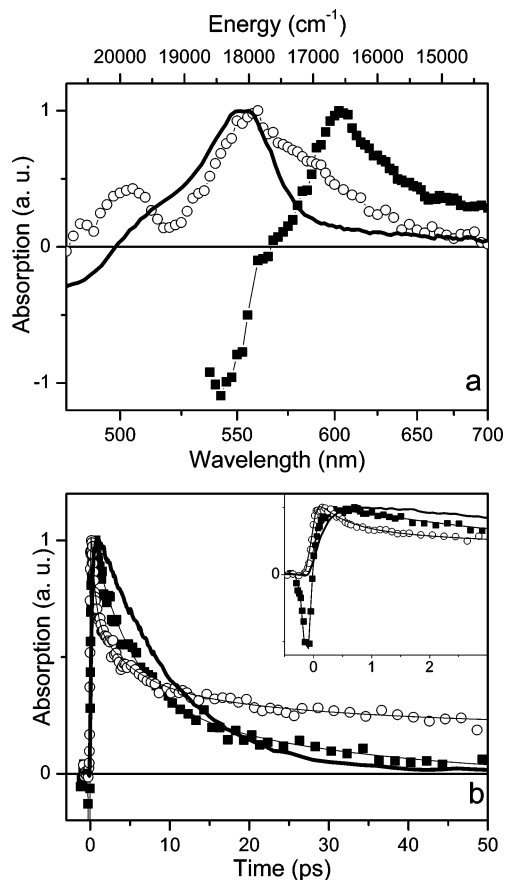 Energy (cm⁻¹)
20000 19000 18000 17000 16000 15000
Absorption (a. u.)
1
0
-1
a
500 550 600 650 700
Wavelength (nm)
Absorption (a. u.)
1
0
0
0 1 2
b
0 10 20 30 40 50
Time (ps)